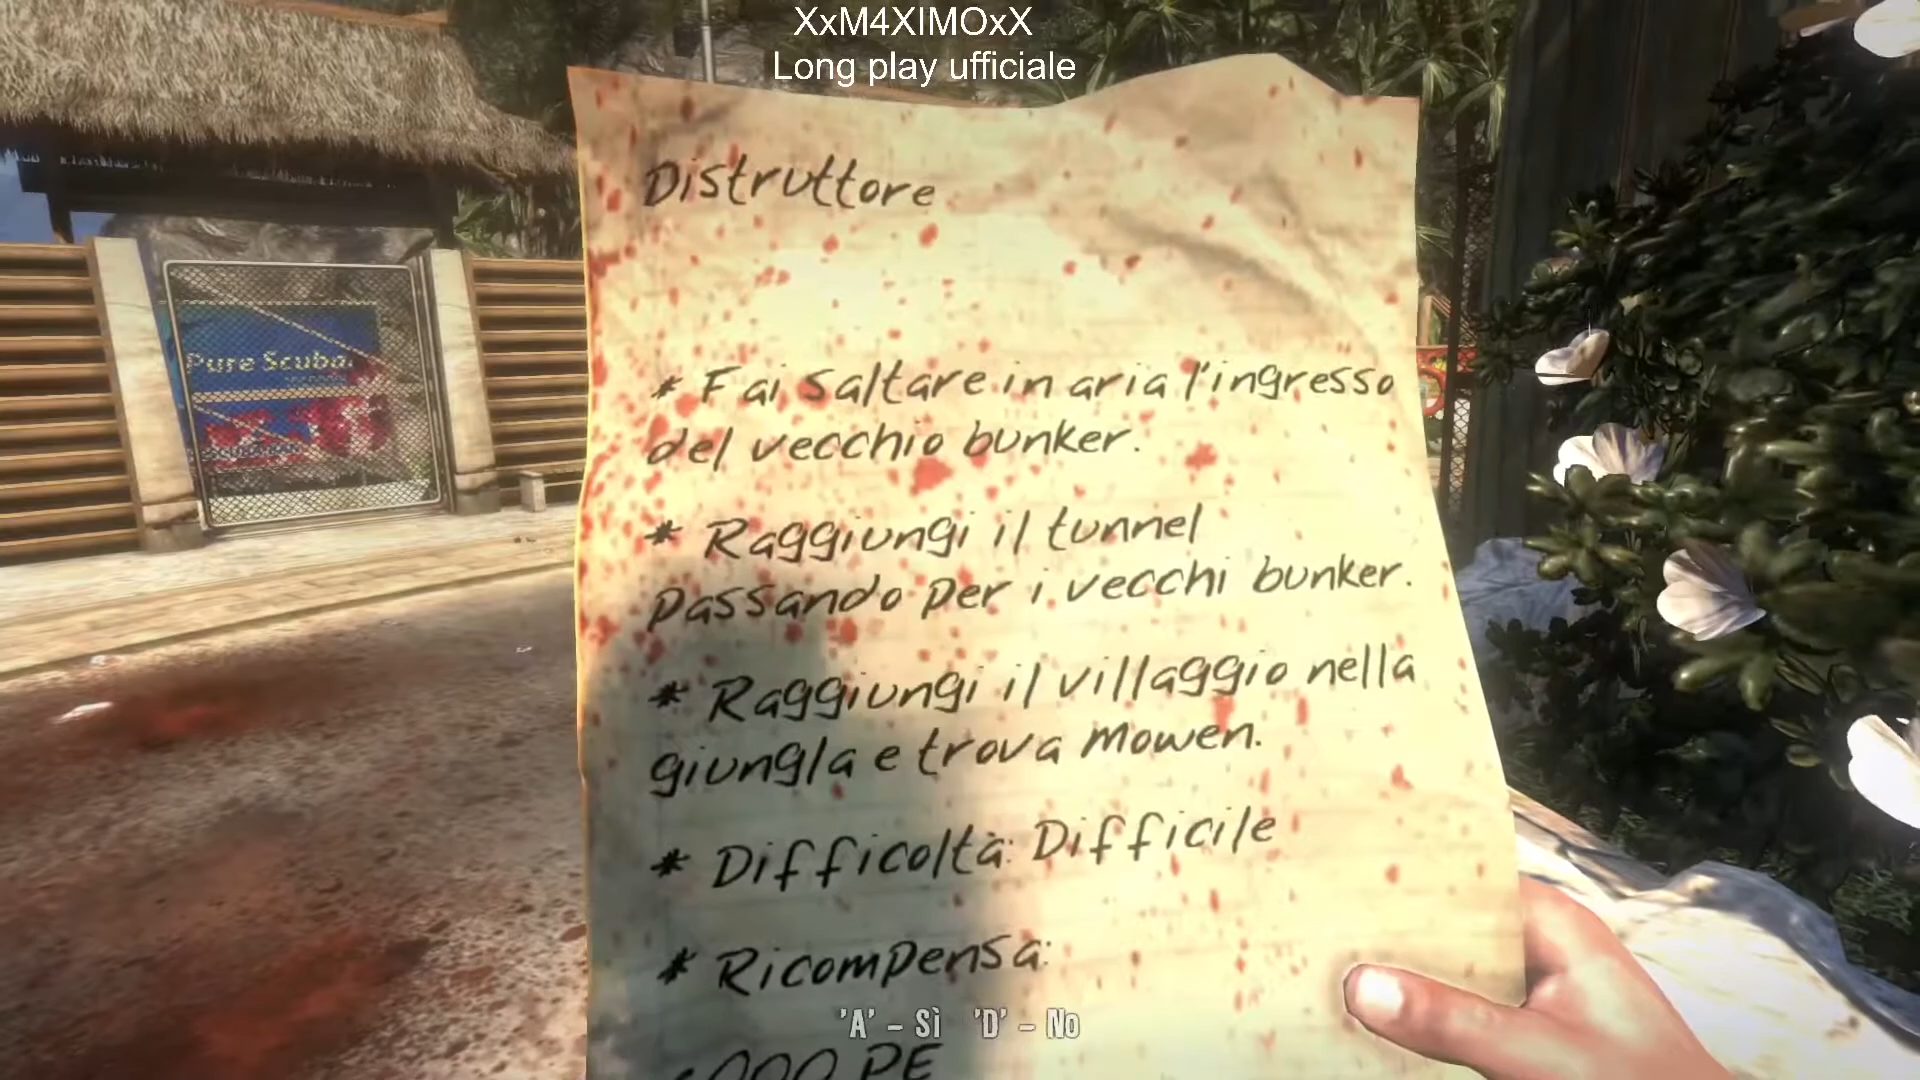 XxM4XIMOxX
Long play ufficiale
Distruttore
Pure Scuba
* Fai saltare in aria l'ingresso
del vecchio bunker.
* Raggiungi il tunnel
passando per i vecchi bunker.
* Raggiungi il villaggio nella
giungla e trova Mowen.
* Difficoltà: Difficile
* Ricompensa:
'A' - Sì 'D' - No
PE